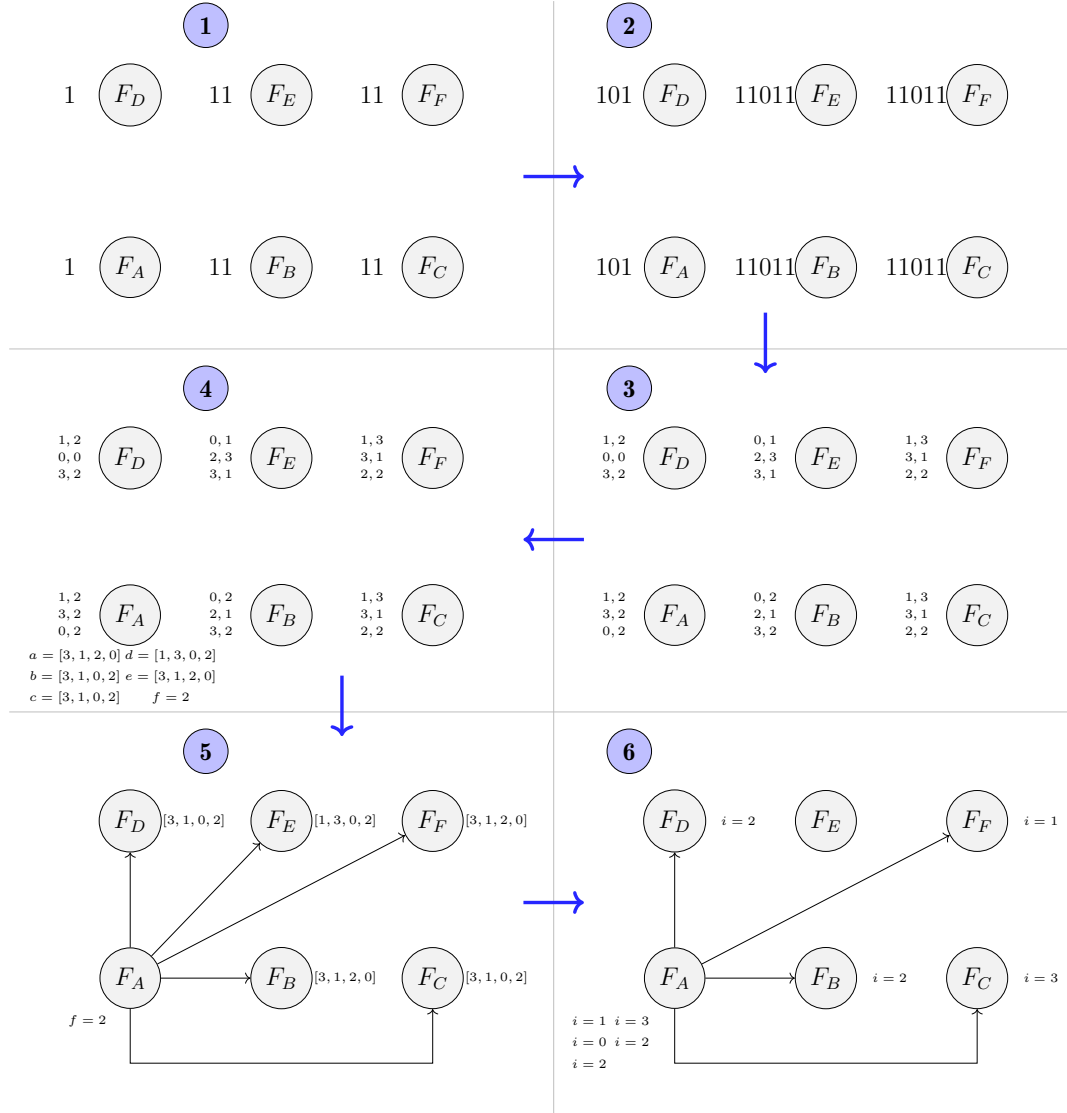 1
2
1 F_D 11 F_E 11 F_F
101 F_D 11011 F_E 11011 F_F
1 F_A 11 F_B 11 F_C
101 F_A 11011 F_B 11011 F_C
4
3
1, 2
0, 0
3, 2
F_D
0, 1
2, 3
3, 1
F_E
1, 3
3, 1
2, 2
F_F
1, 2
0, 0
3, 2
F_D
0, 1
2, 3
3, 1
F_E
1, 3
3, 1
2, 2
F_F
1, 2
3, 2
0, 2
F_A
0, 2
2, 1
3, 2
F_B
1, 3
3, 1
2, 2
F_C
a = [3, 1, 2, 0] d = [1, 3, 0, 2]
b = [3, 1, 0, 2] e = [3, 1, 2, 0]
c = [3, 1, 0, 2] f = 2
1, 2
3, 2
0, 2
F_A
0, 2
2, 1
3, 2
F_B
1, 3
3, 1
2, 2
F_C
5
6
F_D [3, 1, 0, 2] F_E [1, 3, 0, 2] F_F [3, 1, 2, 0]
F_D i = 2 F_E F_F i = 1
F_A F_B [3, 1, 2, 0] F_C [3, 1, 0, 2]
f = 2
F_A F_B i = 2 F_C i = 3
i = 1 i = 3
i = 0 i = 2
i = 2